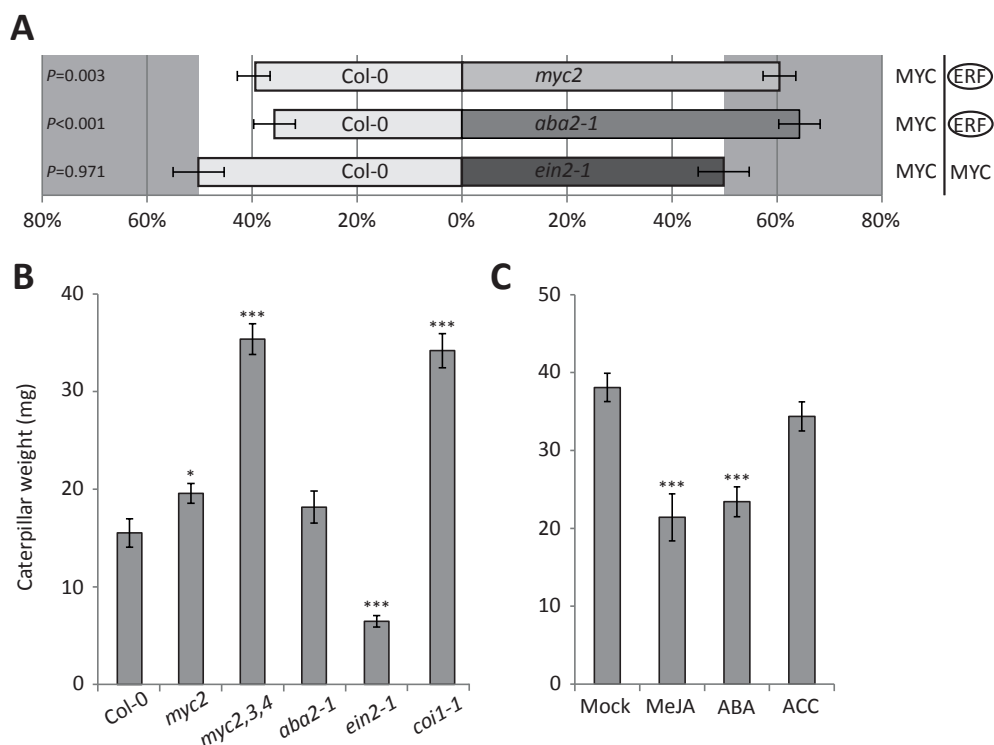 A
P=0.003 Col-0 myc2 MYC ERF
P<0.001 Col-0 aba2-1 MYC ERF
P=0.971 Col-0 ein2-1 MYC MYC
80% 60% 40% 20% 0% 20% 40% 60% 80%
B
Caterpillar weight (mg)
40
30
20
10
0
***
*
***
***
Col-0 myc2 myc2,3,4 aba2-1 ein2-1 coi1-1
C
50
40
30
20
10
0
*** ***
Mock MeJA ABA ACC